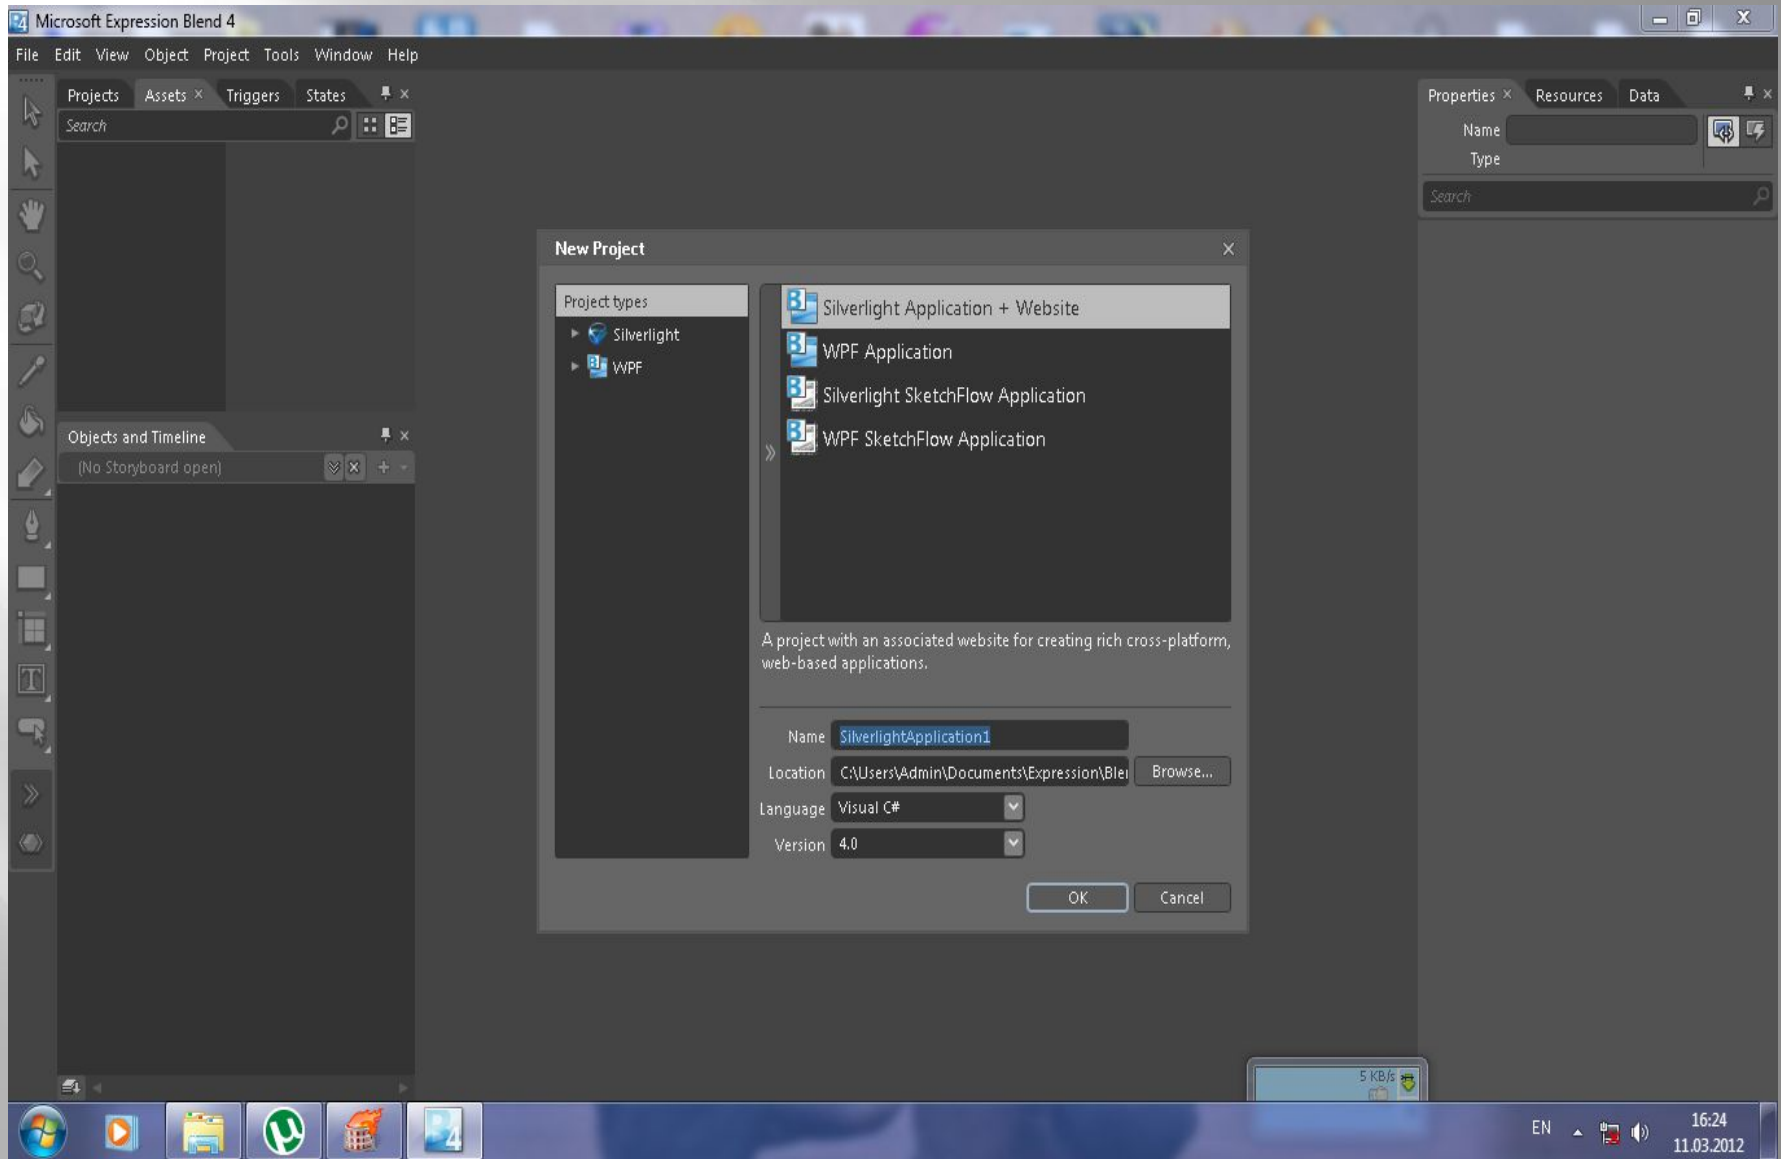 Microsoft Expression Blend 4
File Edit View Object Project Tools Window Help
Projects Assets × Triggers States
Search
Objects and Timeline
(No Storyboard open)
New Project
Project types
Silverlight
WPF
Silverlight Application + Website
WPF Application
Silverlight SketchFlow Application
WPF SketchFlow Application
A project with an associated website for creating rich cross-platform,
web-based applications.
Name SilverlightApplication1
Location C:\Users\Admin\Documents\Expression\Ble Browse...
Language Visual C#
Version 4.0
OK Cancel
Properties × Resources Data
Name
Type
Search
5 KB/s
EN
16:24
11.03.2012